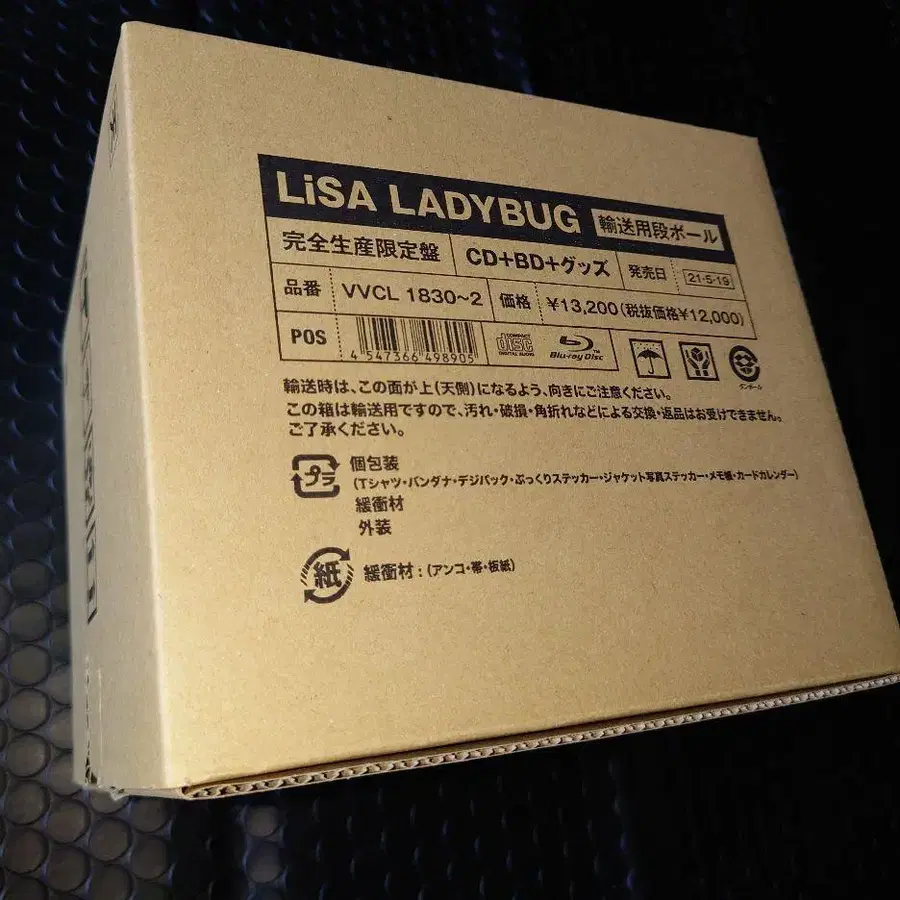 LiSA LADYBUG 輸送用段ボール
完全生産限定盤 CD+BD+グッズ 発売日 21·5·19
品番 VVCL 1830~2 価格 ¥13,200(税抜価格¥12,000)
POS 4 547366 498905 COMPACT disc DIGITAL AUDIO Blu-ray Disc™ ダンボール
輸送時は、この面が上(天側)になるよう、向きにご注意ください。
この箱は輸送用ですので、汚れ・破損・角折れなどによる交換・返品はお受けできません。
ご了承ください。
プラ 個包装
(Tシャツ・バンダナ・デジパック・ぷっくりステッカー・ジャケット写真ステッカー・メモ帳・カードカレンダー)
緩衝材
外装
紙 緩衝材:(アンコ・帯・板紙)